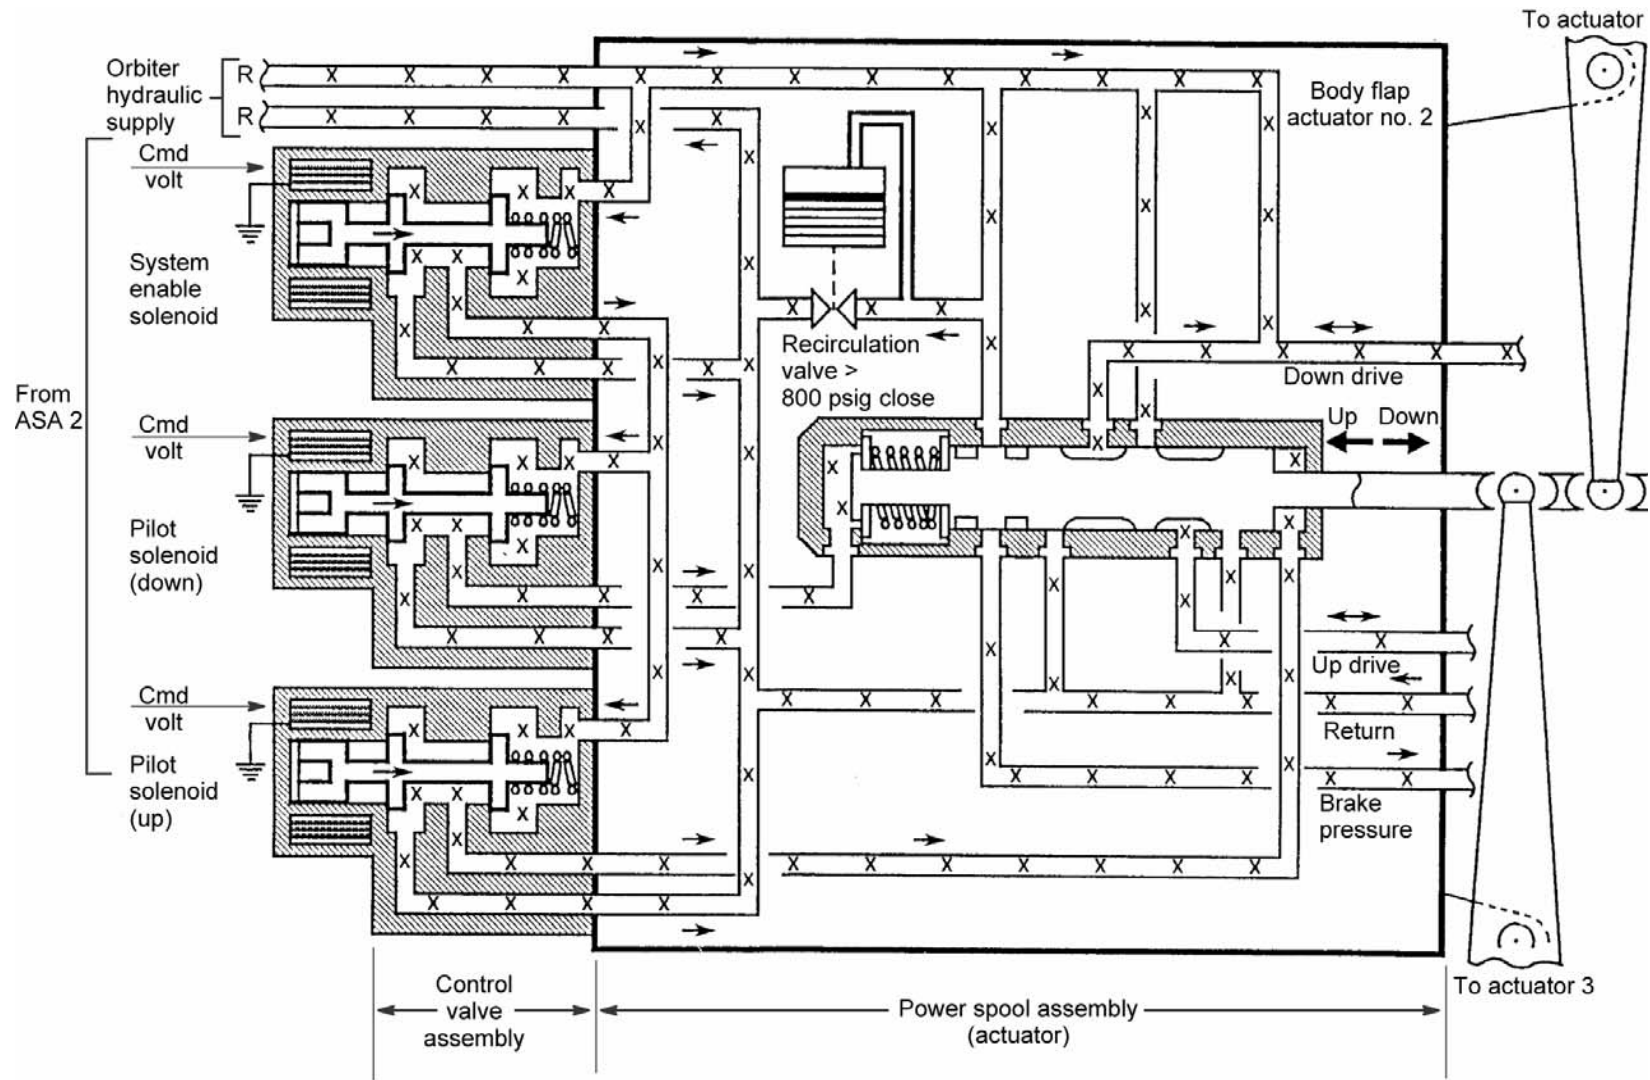 To actuator
Orbiter
hydraulic
supply
R
R
Body flap
actuator no. 2
Cmd
volt
System
enable
solenoid
Recirculation
valve >
800 psig close
Down drive
From
ASA 2
Up
Down
Cmd
volt
Pilot
solenoid
(down)
Up drive
Return
Cmd
volt
Pilot
solenoid
(up)
Brake
pressure
To actuator 3
Control
valve
assembly
Power spool assembly
(actuator)